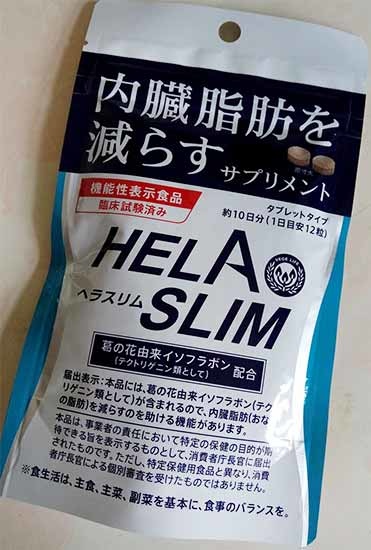 内臓脂肪を
減らす サプリメント
機能性表示食品
臨床試験済み
タブレットタイプ
約10日分(1日目安12粒)
HELA
SLIM
ヘラスリム
VEGE LIFE
葛の花由来イソフラボン
(テクトリゲニン類として)
配合
届出表示:本品には、葛の花由来イソフラボン(テク
トリゲニン類として)が含まれるので、内臓脂肪(おなか
の脂肪)を減らすのを助ける機能があります。
本品は、事業者の責任において特定の保健の目的が期
待できる旨を表示するものとして、消費者庁長官に届出
されたものです。ただし、特定保健用食品と異なり、消費
者庁長官による個別審査を受けたものではありません。
※食生活は、主食、主菜、副菜を基本に、食事のバランスを。